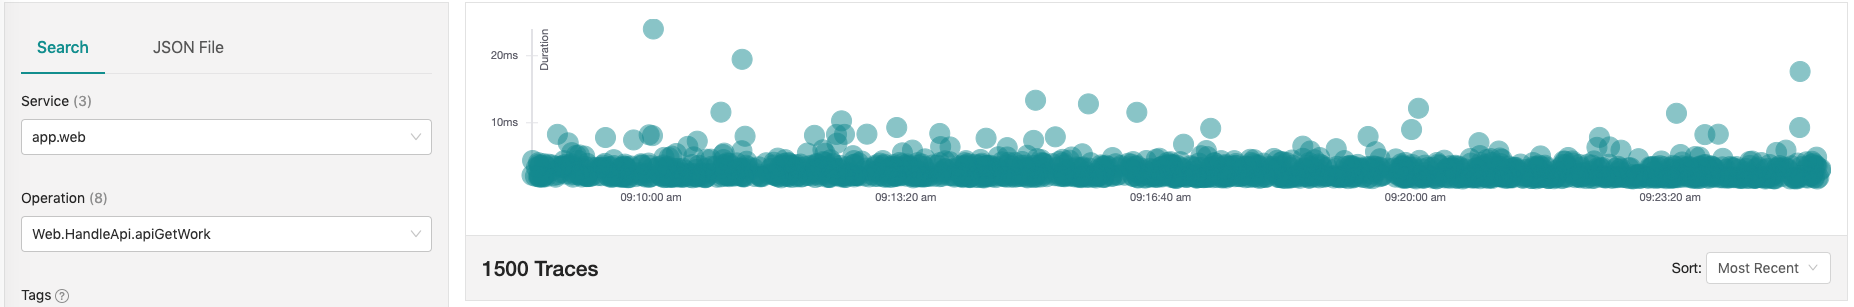 Search
JSON File
Service (3)
app.web
Operation (8)
Web.HandleApi.apiGetWork
Tags ?
Duration
20ms
10ms
09:10:00 am
09:13:20 am
09:16:40 am
09:20:00 am
09:23:20 am
1500 Traces
Sort: Most Recent